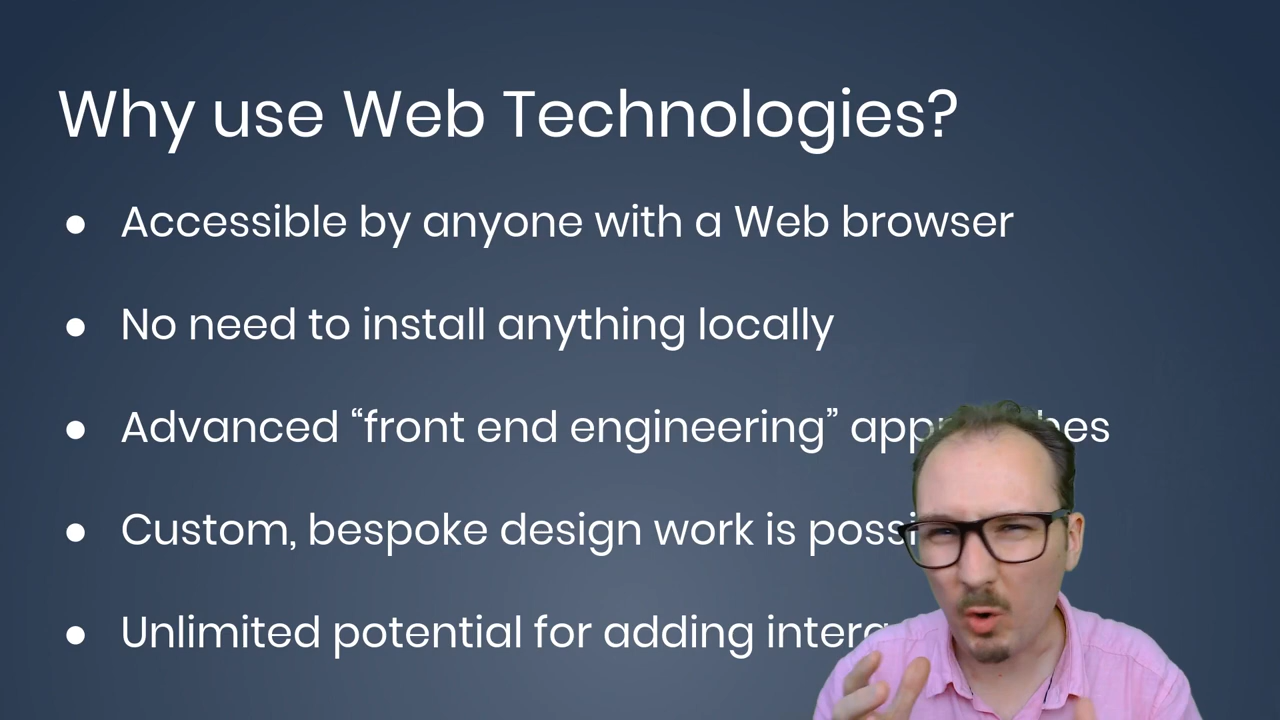 Why use Web Technologies?
● Accessible by anyone with a Web browser
● No need to install anything locally
● Advanced “front end engineering”
● Custom, bespoke design work is
● Unlimited potential for adding